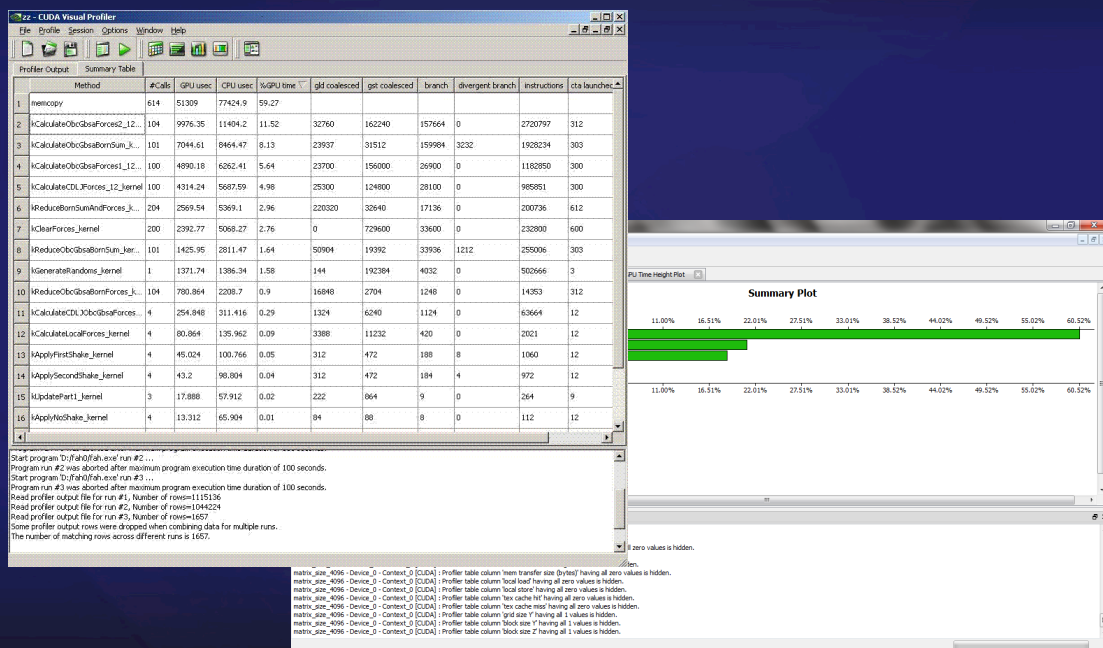 zz - CUDA Visual Profiler
File Profile Session Options Window Help
Profiler Output Summary Table
Method #Calls GPU usec CPU usec %GPU time gld coalesced gst coalesced branch divergent branch instructions cta launched
1 memcopy 614 51309 77424.9 59.27
2 kCalculateObcGbsaForces2_12... 104 9976.35 11404.2 11.52 32760 162240 157664 0 2720797 312
3 kCalculateObcGbsaBornSum_k... 101 7044.61 8464.47 8.13 23937 31512 159984 3232 1928234 303
4 kCalculateObcGbsaForces1_12... 100 4890.18 6262.41 5.64 23700 156000 26900 0 1182850 300
5 kCalculateCDLJForces_12_kernel 100 4314.24 5687.59 4.98 25300 124800 28100 0 985851 300
6 kReduceBornSumAndForces_k... 204 2569.54 5369.1 2.96 220320 32640 17136 0 200736 612
7 kClearForces_kernel 200 2392.77 5068.27 2.76 0 729600 33600 0 232800 600
8 kReduceObcGbsaBornSum_ker... 101 1425.95 2811.47 1.64 50904 19392 33936 1212 255006 303
9 kGenerateRandoms_kernel 1 1371.74 1386.34 1.58 144 192384 4032 0 502666 3
10 kReduceObcGbsaBornForces_k... 104 780.864 2208.7 0.9 16848 2704 1248 0 14353 312
11 kCalculateCDLJObcGbsaForces... 4 254.848 311.416 0.29 1324 6240 1124 0 63664 12
12 kCalculateLocalForces_kernel 4 80.864 135.962 0.09 3388 11232 420 0 2021 12
13 kApplyFirstShake_kernel 4 45.024 100.766 0.05 312 472 188 8 1060 12
14 kApplySecondShake_kernel 4 43.2 98.804 0.04 312 472 184 4 972 12
15 kUpdatePart1_kernel 3 17.888 57.912 0.02 222 864 9 0 264 9
16 kApplyNoShake_kernel 4 13.312 65.904 0.01 84 88 8 0 112 12
Start program 'D:/fah0/fah.exe' run #2 ...
Program run #2 was aborted after maximum program execution time duration of 100 seconds.
Start program 'D:/fah0/fah.exe' run #3 ...
Program run #3 was aborted after maximum program execution time duration of 100 seconds.
Read profiler output file for run #1, Number of rows=1115136
Read profiler output file for run #2, Number of rows=1044224
Read profiler output file for run #3, Number of rows=1657
Some profiler output rows were dropped when combining data for multiple runs.
The number of matching rows across different runs is 1657.
GPU Time Height Plot
Summary Plot
11.00% 16.51% 22.01% 27.51% 33.01% 38.52% 44.02% 49.52% 55.02% 60.52%
11.00% 16.51% 22.01% 27.51% 33.01% 38.52% 44.02% 49.52% 55.02% 60.52%
ll zero values is hidden.
matrix_size_4096 - Device_0 - Context_0 [CUDA] : Profiler table column 'mem transfer size (bytes)' having all zero values is hidden.
matrix_size_4096 - Device_0 - Context_0 [CUDA] : Profiler table column 'local load' having all zero values is hidden.
matrix_size_4096 - Device_0 - Context_0 [CUDA] : Profiler table column 'local store' having all zero values is hidden.
matrix_size_4096 - Device_0 - Context_0 [CUDA] : Profiler table column 'tex cache hit' having all zero values is hidden.
matrix_size_4096 - Device_0 - Context_0 [CUDA] : Profiler table column 'tex cache miss' having all zero values is hidden.
matrix_size_4096 - Device_0 - Context_0 [CUDA] : Profiler table column 'grid size Y' having all 1 values is hidden.
matrix_size_4096 - Device_0 - Context_0 [CUDA] : Profiler table column 'block size Y' having all 1 values is hidden.
matrix_size_4096 - Device_0 - Context_0 [CUDA] : Profiler table column 'block size Z' having all 1 values is hidden.